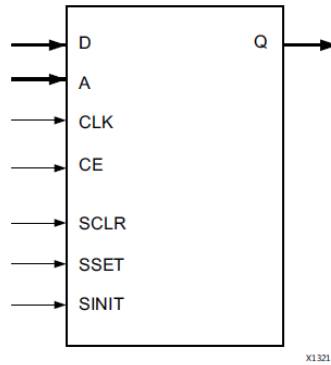 D Q
A
CLK
CE
SCLR
SSET
SINIT
X1321